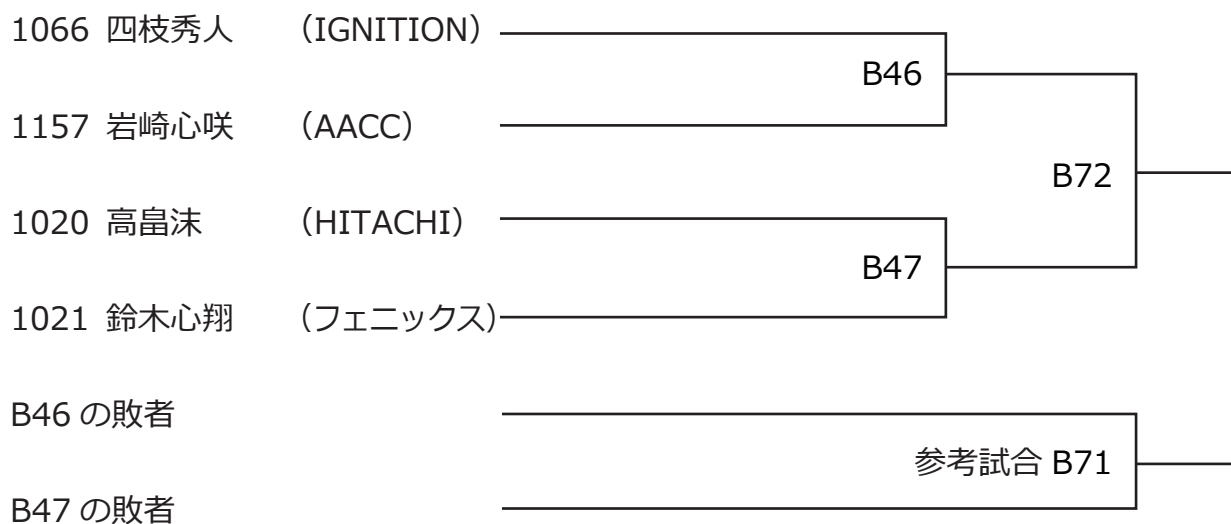 1066 四枝秀人 （IGNITION）
B46
1157 岩崎心咲 （AACC）
B72
1020 高畠沫 （HITACHI）
B47
1021 鈴木心翔 （フェニックス）
B46 の敗者
参考試合 B71
B47 の敗者